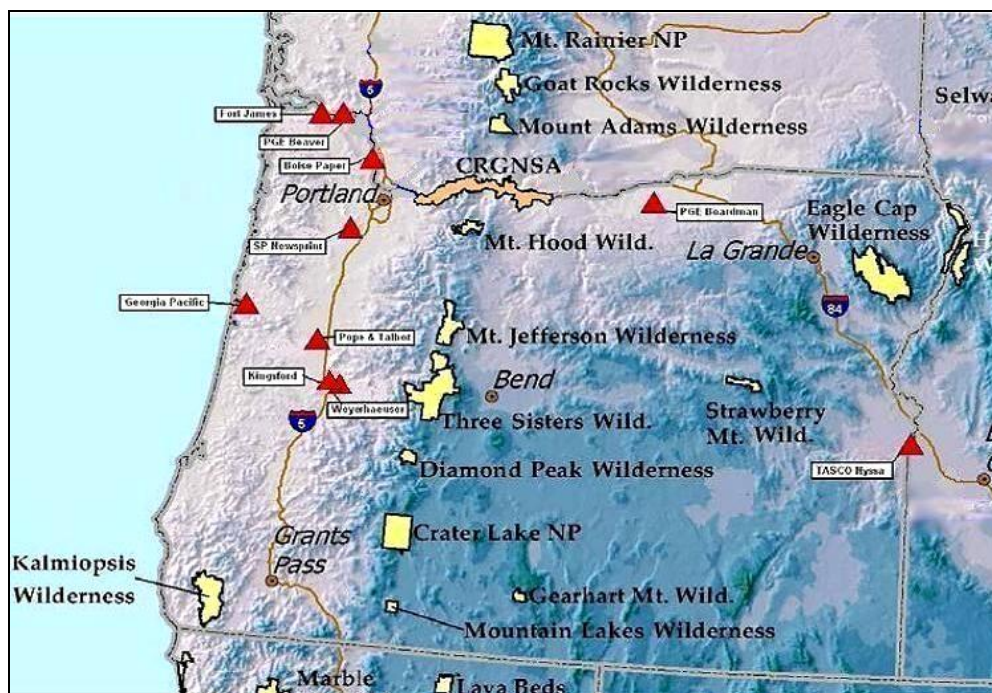 Mt. Rainier NP
Goat Rocks Wilderness
5
Selwa
Fort James
PGE Beaver
Mount Adams Wilderness
Boise Paper
CRGNSA
Portland
PGE Boardman
Eagle Cap
Wilderness
SP Newsprint
Mt. Hood Wild.
La Grande
H
W
Georgia Pacific
84
Pope & Talbot
Mt. Jefferson Wilderness
Kingsford
Bend
Weyerhaeuser
Strawberry
Mt. Wild.
5
Three Sisters Wild.
Diamond Peak Wilderness
TASCO Nyssa
Crater Lake NP
Grants
Pass
Kalmiopsis
Wilderness
Gearhart Mt. Wild.
Mountain Lakes Wilderness
Marble
Lava Beds